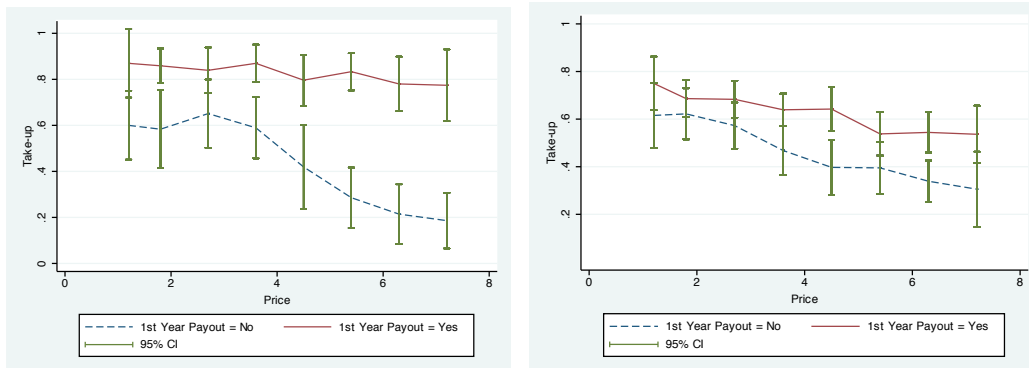 1
.8
.6
.4
.2
0
Take-up
0 2 4 6 8
Price
1st Year Payout = No 1st Year Payout = Yes
95% CI
1
.8
.6
.4
.2
Take-up
0 2 4 6 8
Price
1st Year Payout = No 1st Year Payout = Yes
95% CI